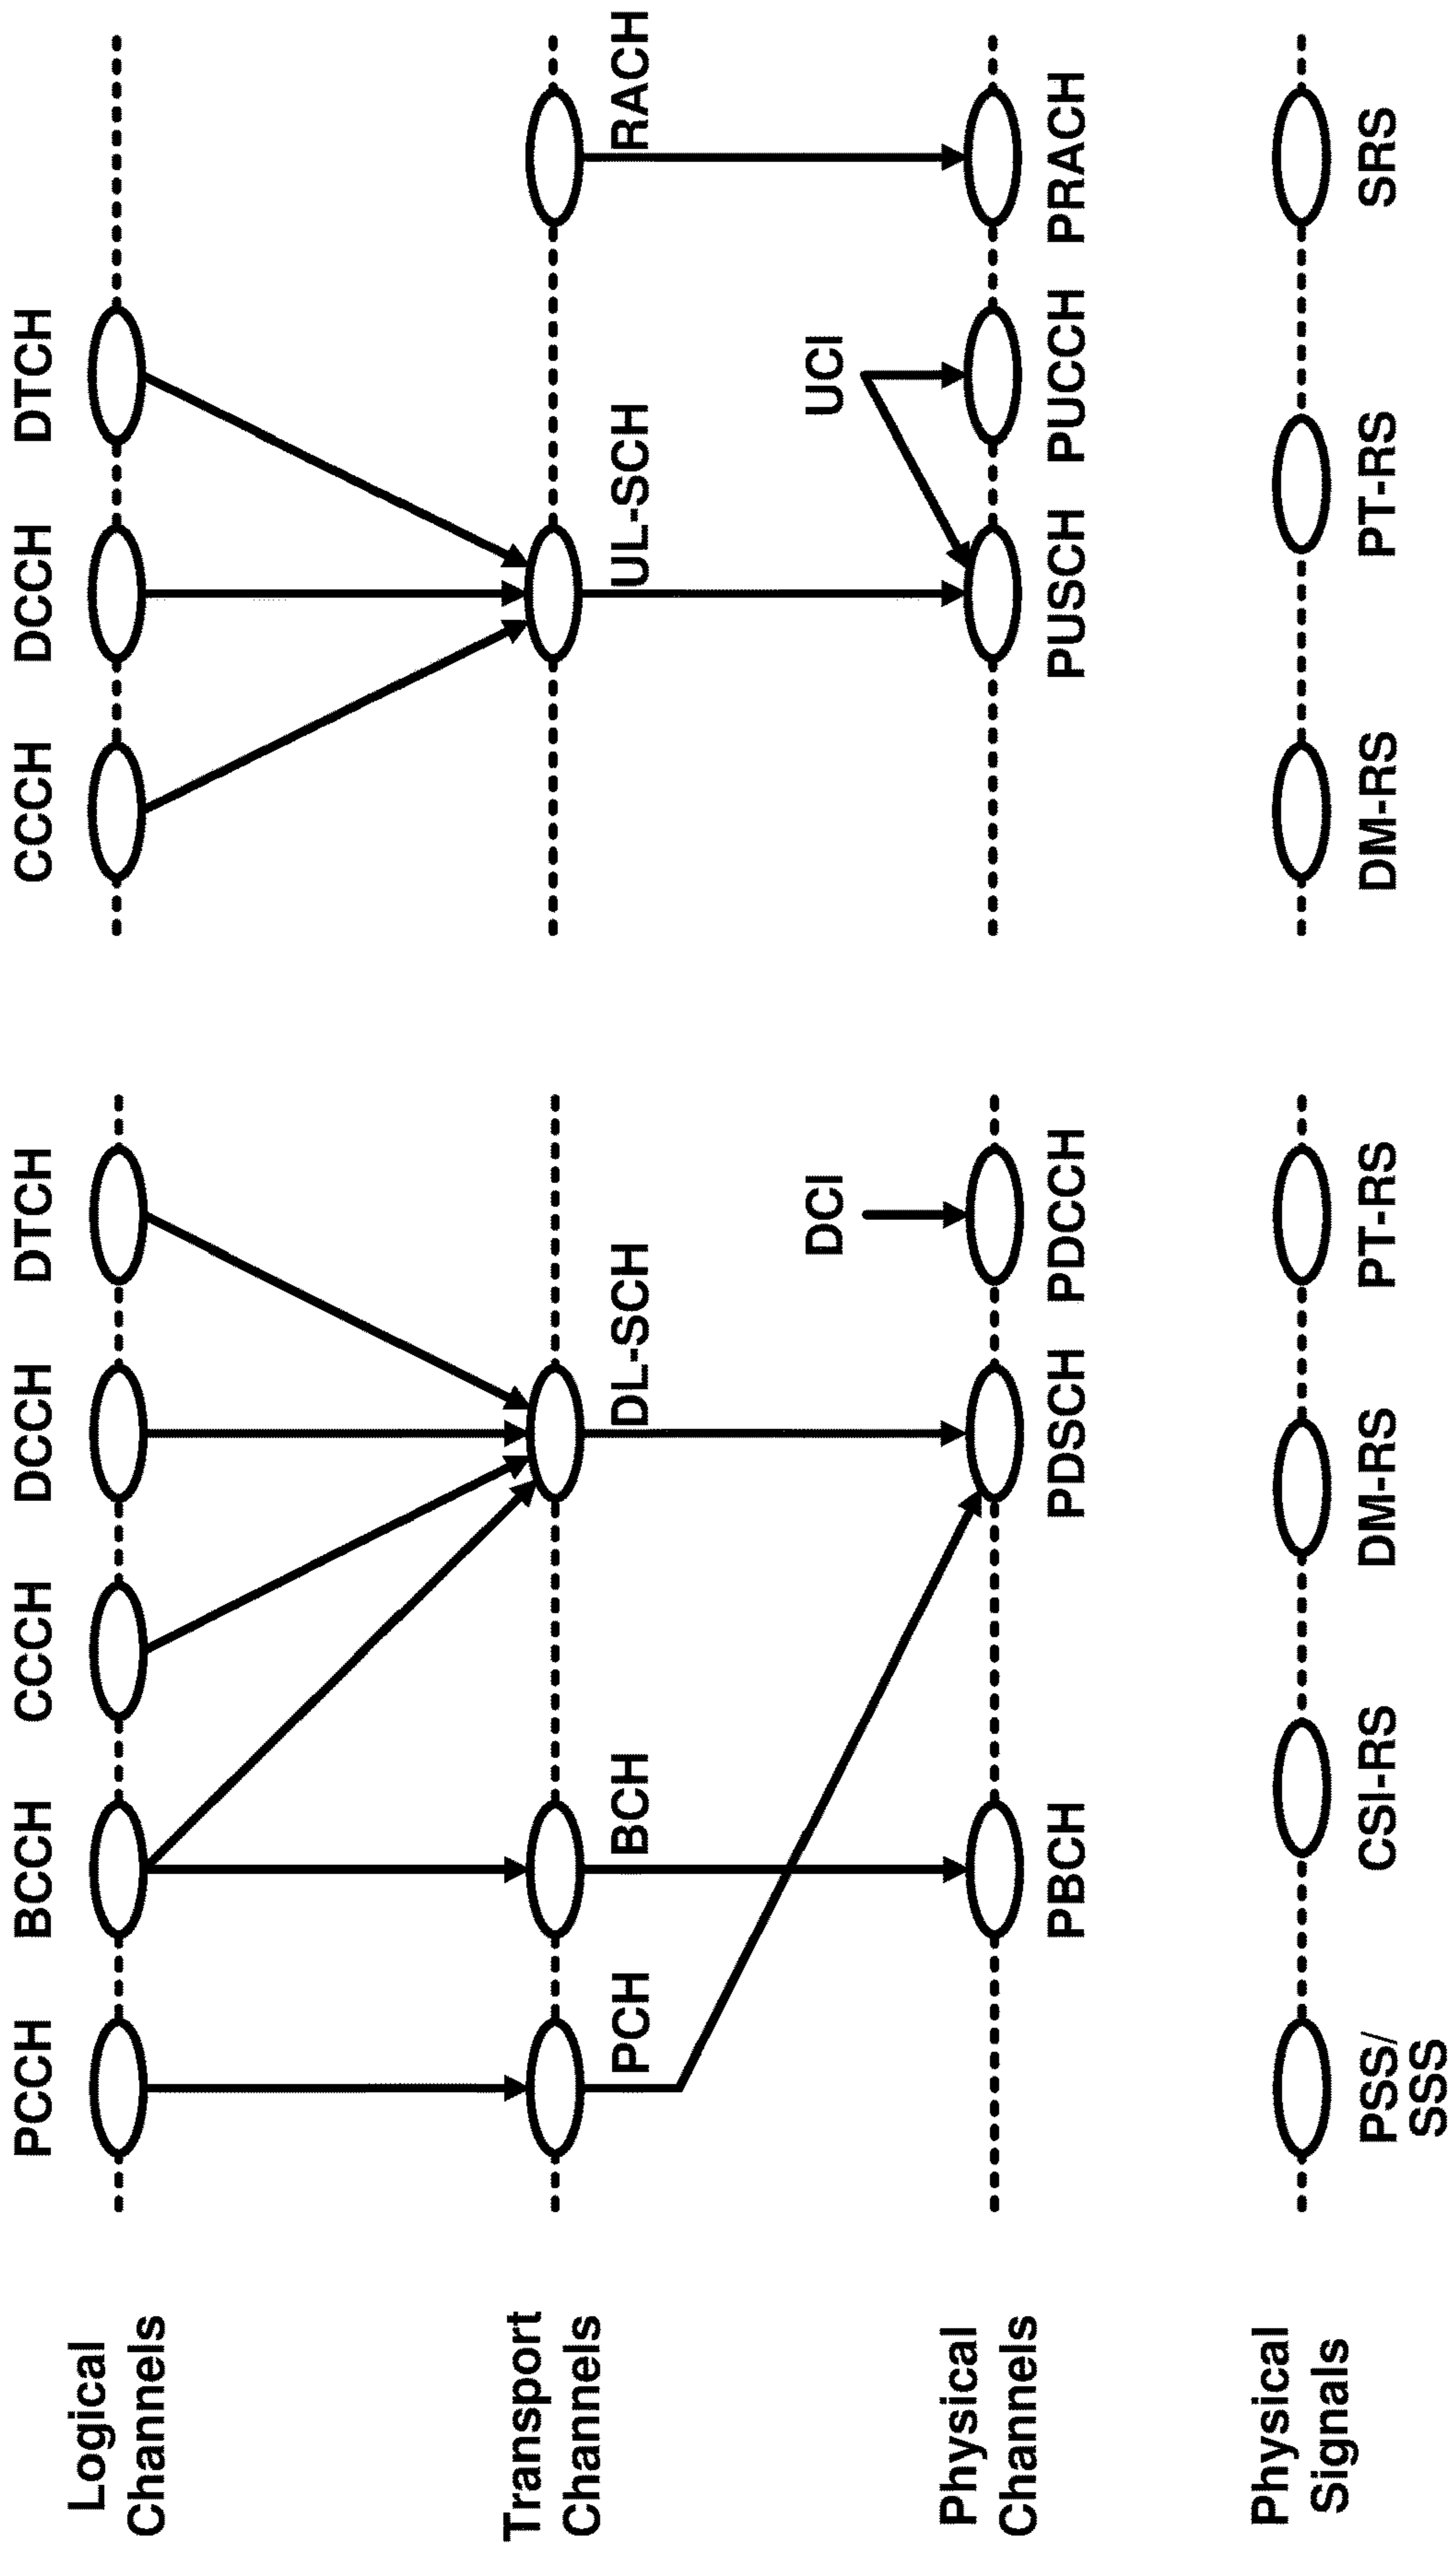 PCCH
BCCH
CCCH
DCCH
DTCH
CCCH
DCCH
DTCH
Logical
Channels
PCH
BCH
DL-SCH
UL-SCH
RACH
Transport
Channels
DCI
UCI
PBCH
PDSCH
PDCCH
PUSCH
PUCCH
PRACH
Physical
Channels
Physical
Signals
PSS/
SSS
CSI-RS
DM-RS
PT-RS
DM-RS
PT-RS
SRS